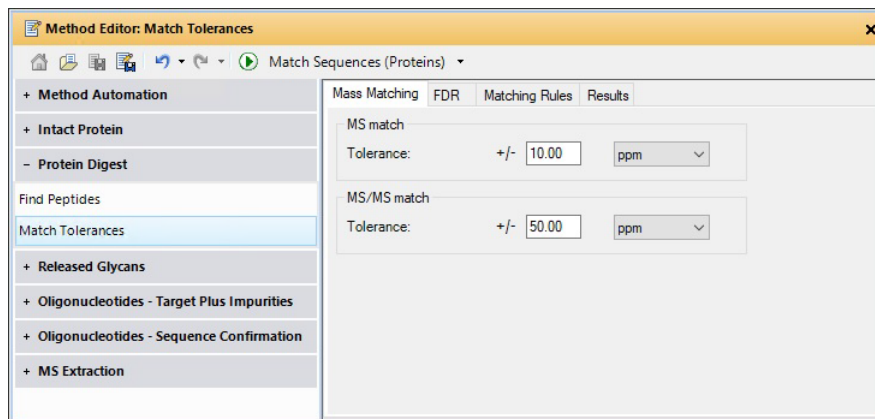 Method Editor: Match Tolerances
Match Sequences (Proteins)
+ Method Automation
+ Intact Protein
- Protein Digest
Find Peptides
Match Tolerances
+ Released Glycans
+ Oligonucleotides - Target Plus Impurities
+ Oligonucleotides - Sequence Confirmation
+ MS Extraction
Mass Matching FDR Matching Rules Results
MS match
Tolerance: +/- 10.00 ppm
MS/MS match
Tolerance: +/- 50.00 ppm